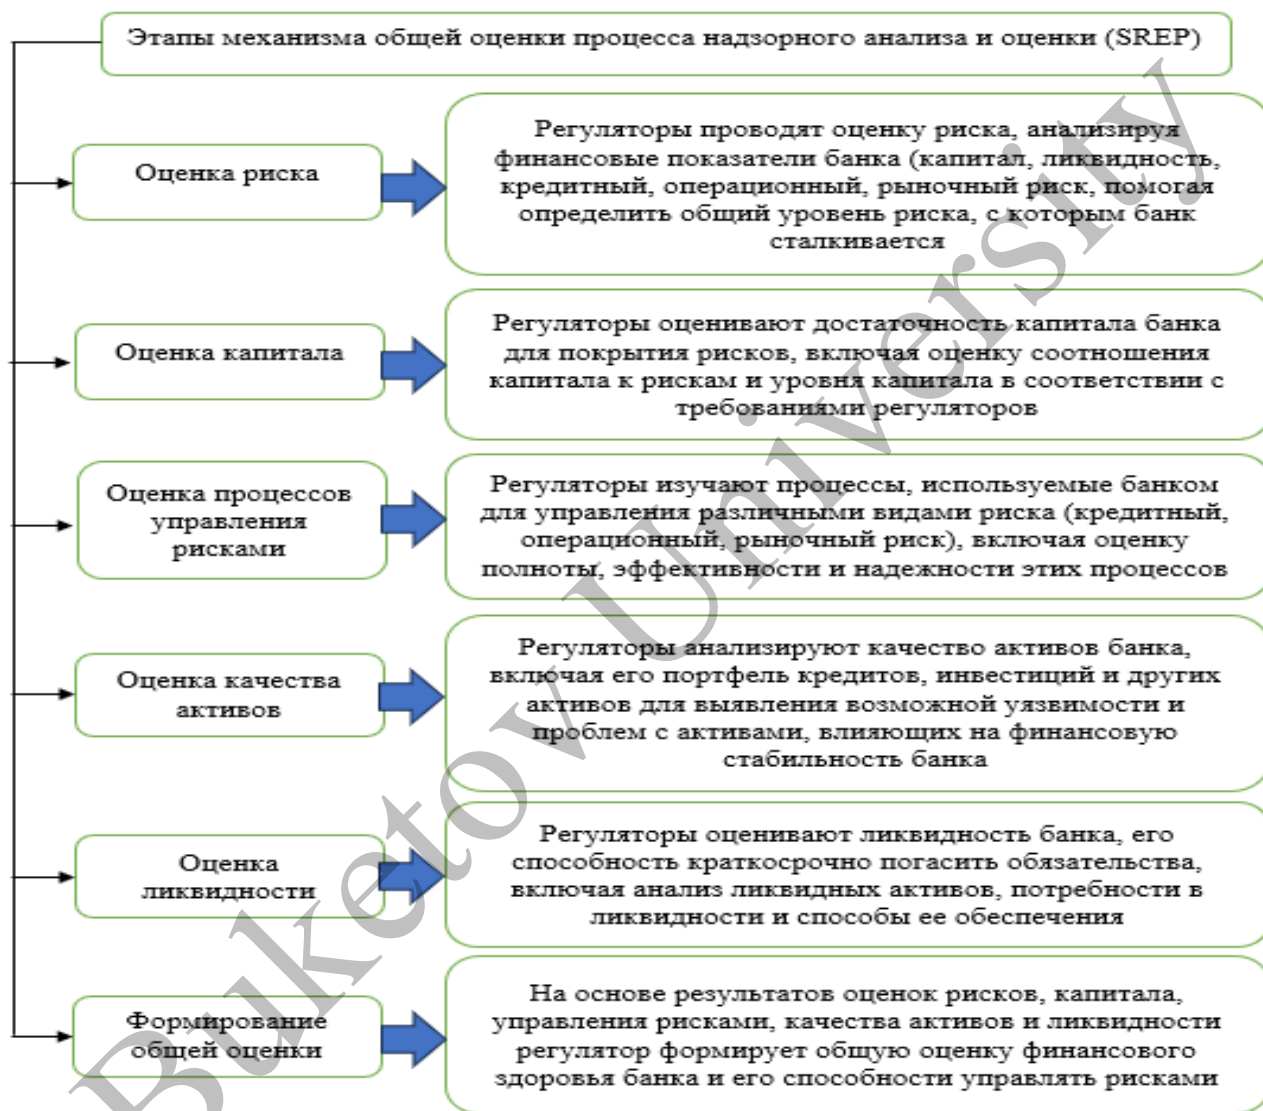 Этапы механизма общей оценки процесса надзорного анализа и оценки (SREP)
Оценка риска
Регуляторы проводят оценку риска, анализируя
финансовые показатели банка (капитал, ликвидность,
кредитный, операционный, рыночный риск, помогая
определить общий уровень риска, с которым банк
сталкивается
Оценка капитала
Регуляторы оценивают достаточность капитала банка
для покрытия рисков, включая оценку соотношения
капитала к рискам и уровня капитала в соответствии с
требованиями регуляторов
Оценка процессов
управления
рисками
Регуляторы изучают процессы, используемые банком
для управления различными видами риска (кредитный,
операционный, рыночный риск), включая оценку
полноты, эффективности и надежности этих процессов
Оценка качества
активов
Регуляторы анализируют качество активов банка,
включая его портфель кредитов, инвестиций и других
активов для выявления возможной уязвимости и
проблем с активами, влияющих на финансовую
стабильность банка
Оценка
ликвидности
Регуляторы оценивают ликвидность банка, его
способность краткосрочно погасить обязательства,
включая анализ ликвидных активов, потребности в
ликвидности и способы ее обеспечения
Формирование
общей оценки
На основе результатов оценок рисков, капитала,
управления рисками, качества активов и ликвидности
регулятор формирует общую оценку финансового
здоровья банка и его способности управлять рисками
Buketov University